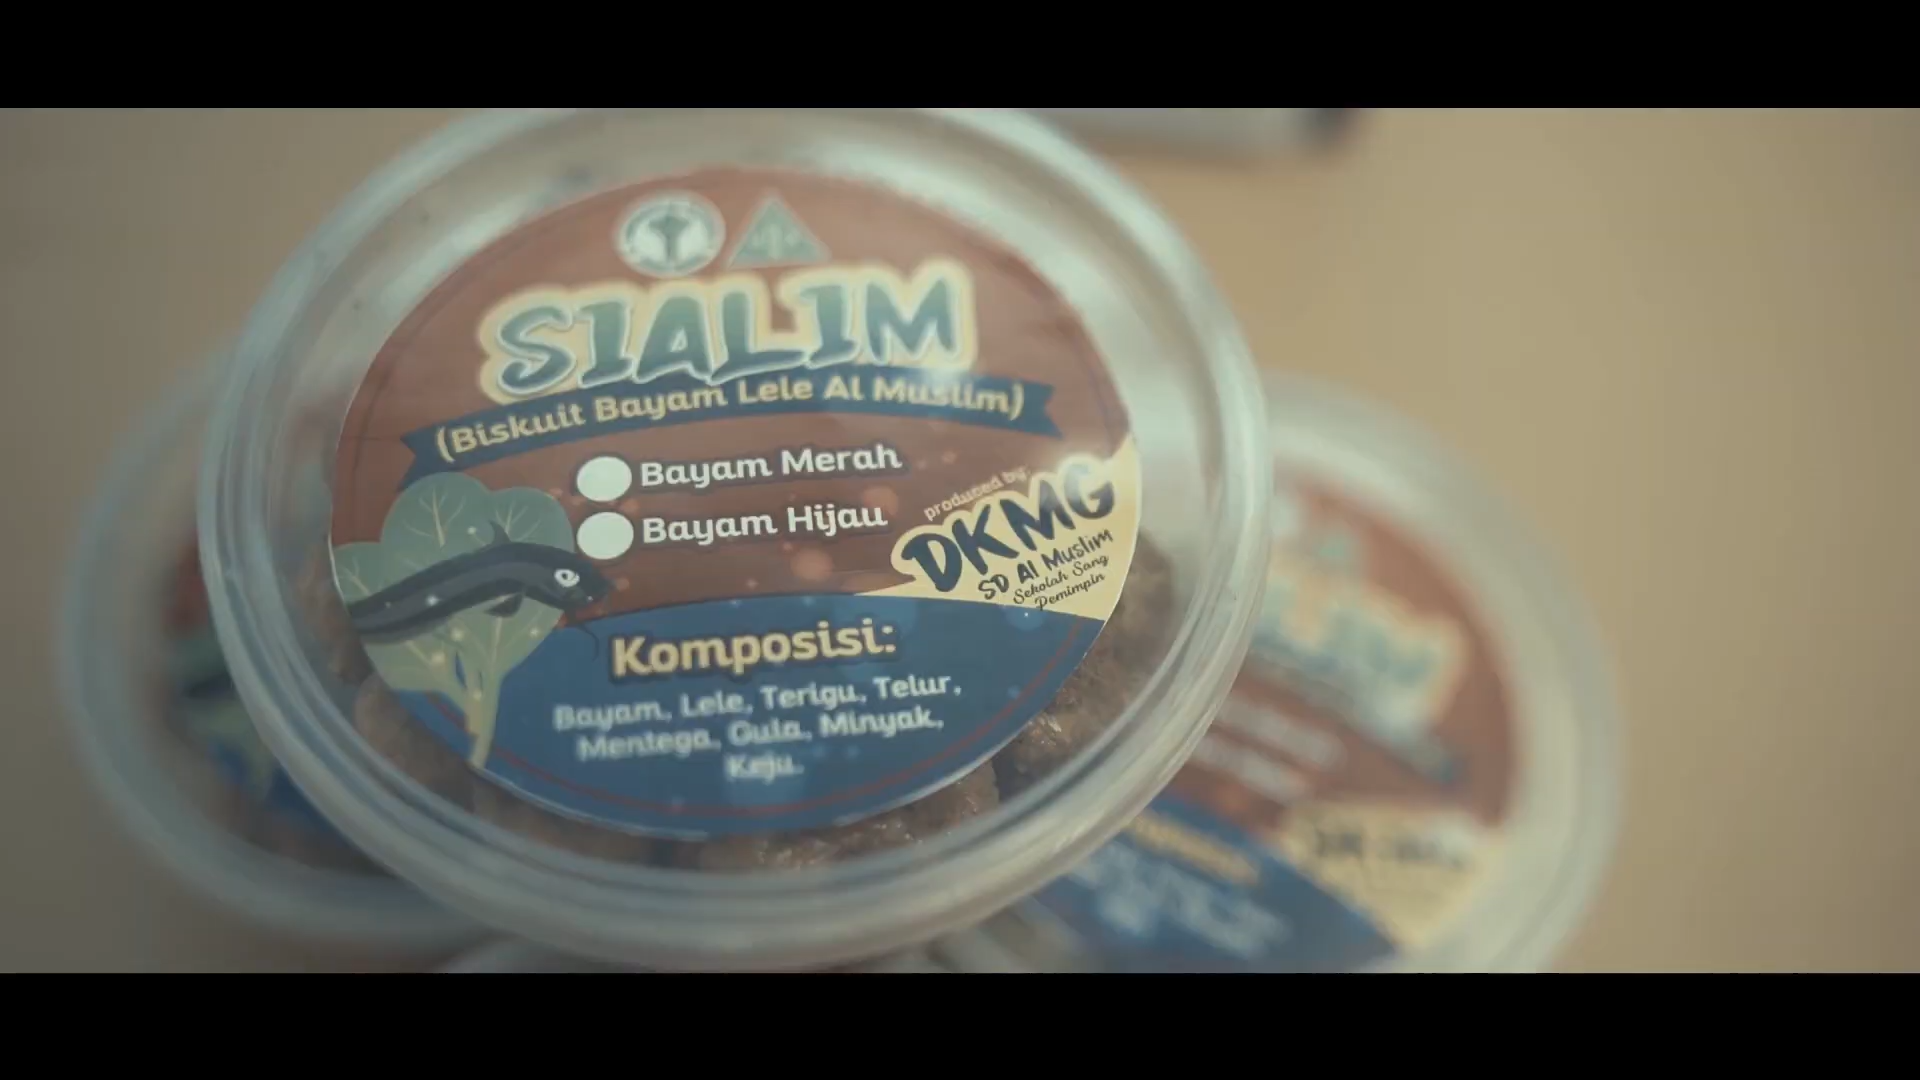 SIALIM
(Biskuit Bayam Lele Al Muslim)
Bayam Merah
Bayam Hijau
produced by:
DKMG
SD Al Muslim
Sekolah Sang
Pemimpin
Komposisi:
Bayam, Lele, Terigu, Telur,
Mentega, Gula, Minyak,
Keju.